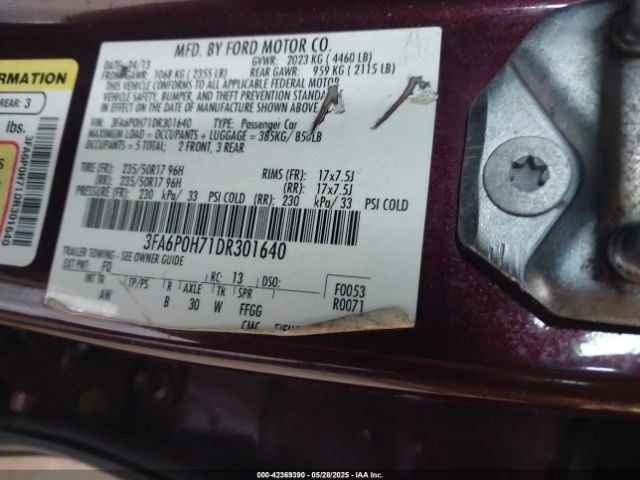 MFD. BY FORD MOTOR CO.
DATE: 04/13 GVWR: 2023 KG ( 4460 LB)
FRONT GAWR: 1068 KG ( 2355 LB) REAR GAWR: 959 KG ( 2115 LB)
THIS VEHICLE CONFORMS TO ALL APPLICABLE FEDERAL MOTOR
VEHICLE SAFETY, BUMPER, AND THEFT PREVENTION STANDARDS
IN EFFECT ON THE DATE OF MANUFACTURE SHOWN ABOVE.
VIN: 3FA6P0H71DR301640 TYPE: Passenger Car
MAXIMUM LOAD = OCCUPANTS + LUGGAGE = 385KG/ 850LB
OCCUPANTS = 5 TOTAL; 2 FRONT, 3 REAR
TIRE (FR) 235/50R17 96H RIMS (FR): 17x7.5J
(RR) 235/50R17 96H (RR): 17x7.5J
PRESSURE (FR) 230 kPa/ 33 PSI COLD (RR) 230 kPa/ 33 PSI COLD
3FA6P0H71DR301640
TRAILER TOWING - SEE OWNER GUIDE
EXT PNT: FQ RC: 13 DSO:
INT TR TP/PS R AXLE TR SPR F0053
AW B 30 W FFGG R0071
CMC
ORMATION
REAR: 3
lbs.
3FA6P0H71DR301640
000-42369390 - 05/28/2025 - IAAI